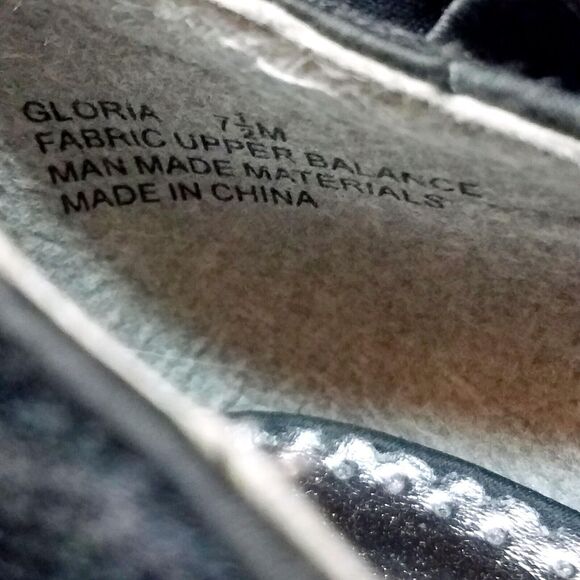 GLORIA 7½M
FABRIC UPPER BALANCE
MAN MADE MATERIALS
MADE IN CHINA